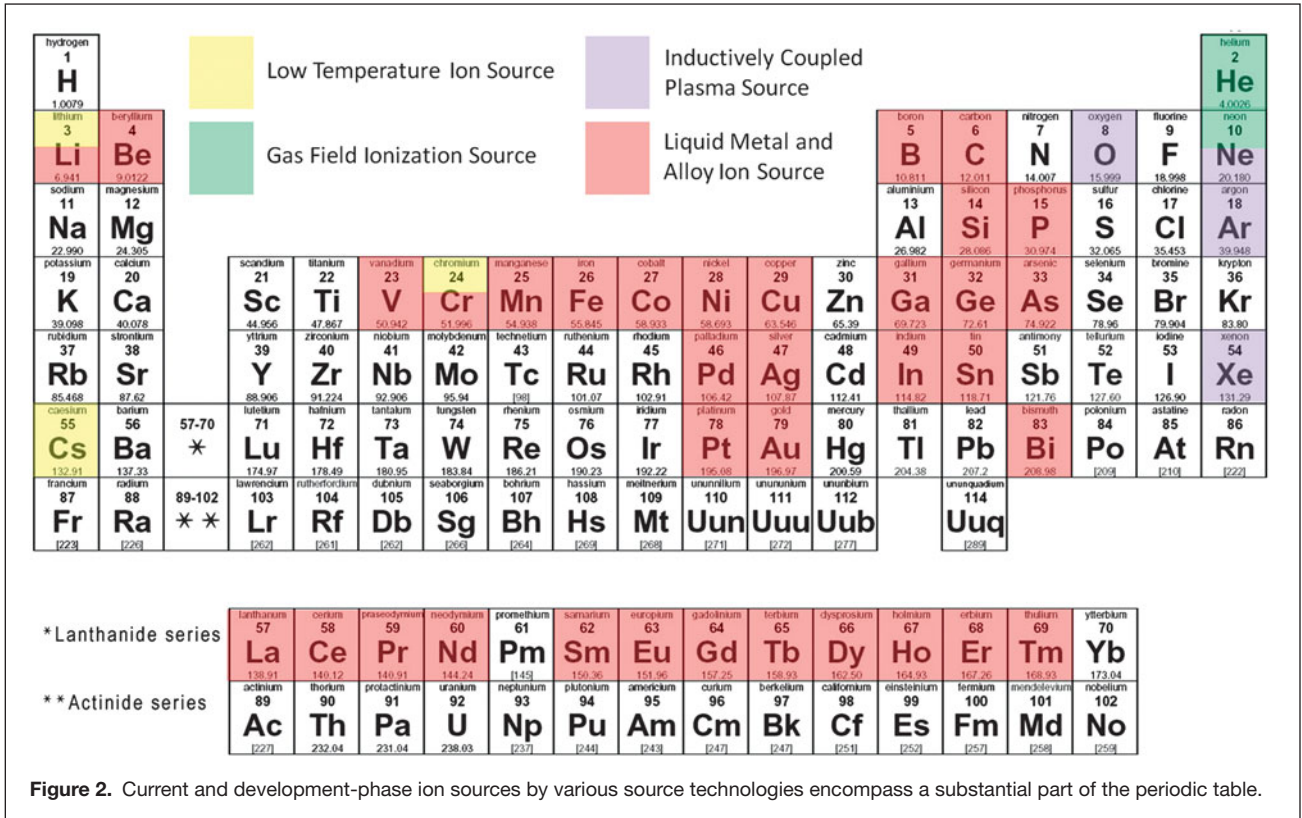 hydrogen helium
1 2
H He
1.0079 4.0026
Low Temperature Ion Source
Inductively Coupled
Plasma Source
Gas Field Ionization Source
Liquid Metal and
Alloy Ion Source
lithium beryllium boron carbon nitrogen oxygen fluorine neon
3 4 5 6 7 8 9 10
Li Be B C N O F Ne
6.941 9.0122 10.811 12.011 14.007 15.999 18.998 20.180
sodium magnesium aluminium silicon phosphorus sulfur chlorine argon
11 12 13 14 15 16 17 18
Na Mg Al Si P S Cl Ar
22.990 24.305 26.982 28.086 30.974 32.065 35.453 39.948
potassium calcium scandium titanium vanadium chromium manganese iron cobalt nickel copper zinc gallium germanium arsenic selenium bromine krypton
19 20 21 22 23 24 25 26 27 28 29 30 31 32 33 34 35 36
K Ca Sc Ti V Cr Mn Fe Co Ni Cu Zn Ga Ge As Se Br Kr
39.098 40.078 44.956 47.867 50.942 51.996 54.938 55.845 58.933 58.693 63.546 65.39 69.723 72.61 74.922 78.96 79.904 83.80
rubidium strontium yttrium zirconium niobium molybdenum technetium ruthenium rhodium palladium silver cadmium indium tin antimony tellurium iodine xenon
37 38 39 40 41 42 43 44 45 46 47 48 49 50 51 52 53 54
Rb Sr Y Zr Nb Mo Tc Ru Rh Pd Ag Cd In Sn Sb Te I Xe
85.468 87.62 88.906 91.224 92.906 95.94 [98] 101.07 102.91 106.42 107.87 112.41 114.82 118.71 121.76 127.60 126.90 131.29
caesium barium lutetium hafnium tantalum tungsten rhenium osmium iridium platinum gold mercury thallium lead bismuth polonium astatine radon
55 56 57-70 71 72 73 74 75 76 77 78 79 80 81 82 83 84 85 86
Cs Ba * Lu Hf Ta W Re Os Ir Pt Au Hg Tl Pb Bi Po At Rn
132.91 137.33 174.97 178.49 180.95 183.84 186.21 190.23 192.22 195.08 196.97 200.59 204.38 207.2 208.98 [209] [210] [222]
francium radium lawrencium rutherfordium dubnium seaborgium bohrium hassium meitnerium ununnilium unununium ununbium ununquadium
87 88 89-102 103 104 105 106 107 108 109 110 111 112 114
Fr Ra * * Lr Rf Db Sg Bh Hs Mt Uun Uuu Uub Uuq
[223] [226] [262] [261] [262] [266] [264] [269] [268] [271] [272] [277] [289]
*Lanthanide series
lanthanum cerium praseodymium neodymium promethium samarium europium gadolinium terbium dysprosium holmium erbium thulium ytterbium
57 58 59 60 61 62 63 64 65 66 67 68 69 70
La Ce Pr Nd Pm Sm Eu Gd Tb Dy Ho Er Tm Yb
138.91 140.12 140.91 144.24 [145] 150.36 151.96 157.25 158.93 162.50 164.93 167.26 168.93 173.04
**Actinide series
actinium thorium protactinium uranium neptunium plutonium americium curium berkelium californium einsteinium fermium mendelevium nobelium
89 90 91 92 93 94 95 96 97 98 99 100 101 102
Ac Th Pa U Np Pu Am Cm Bk Cf Es Fm Md No
[227] 232.04 231.04 238.03 [237] [244] [243] [247] [247] [251] [252] [257] [258] [259]
Figure 2. Current and development-phase ion sources by various source technologies encompass a substantial part of the periodic table.